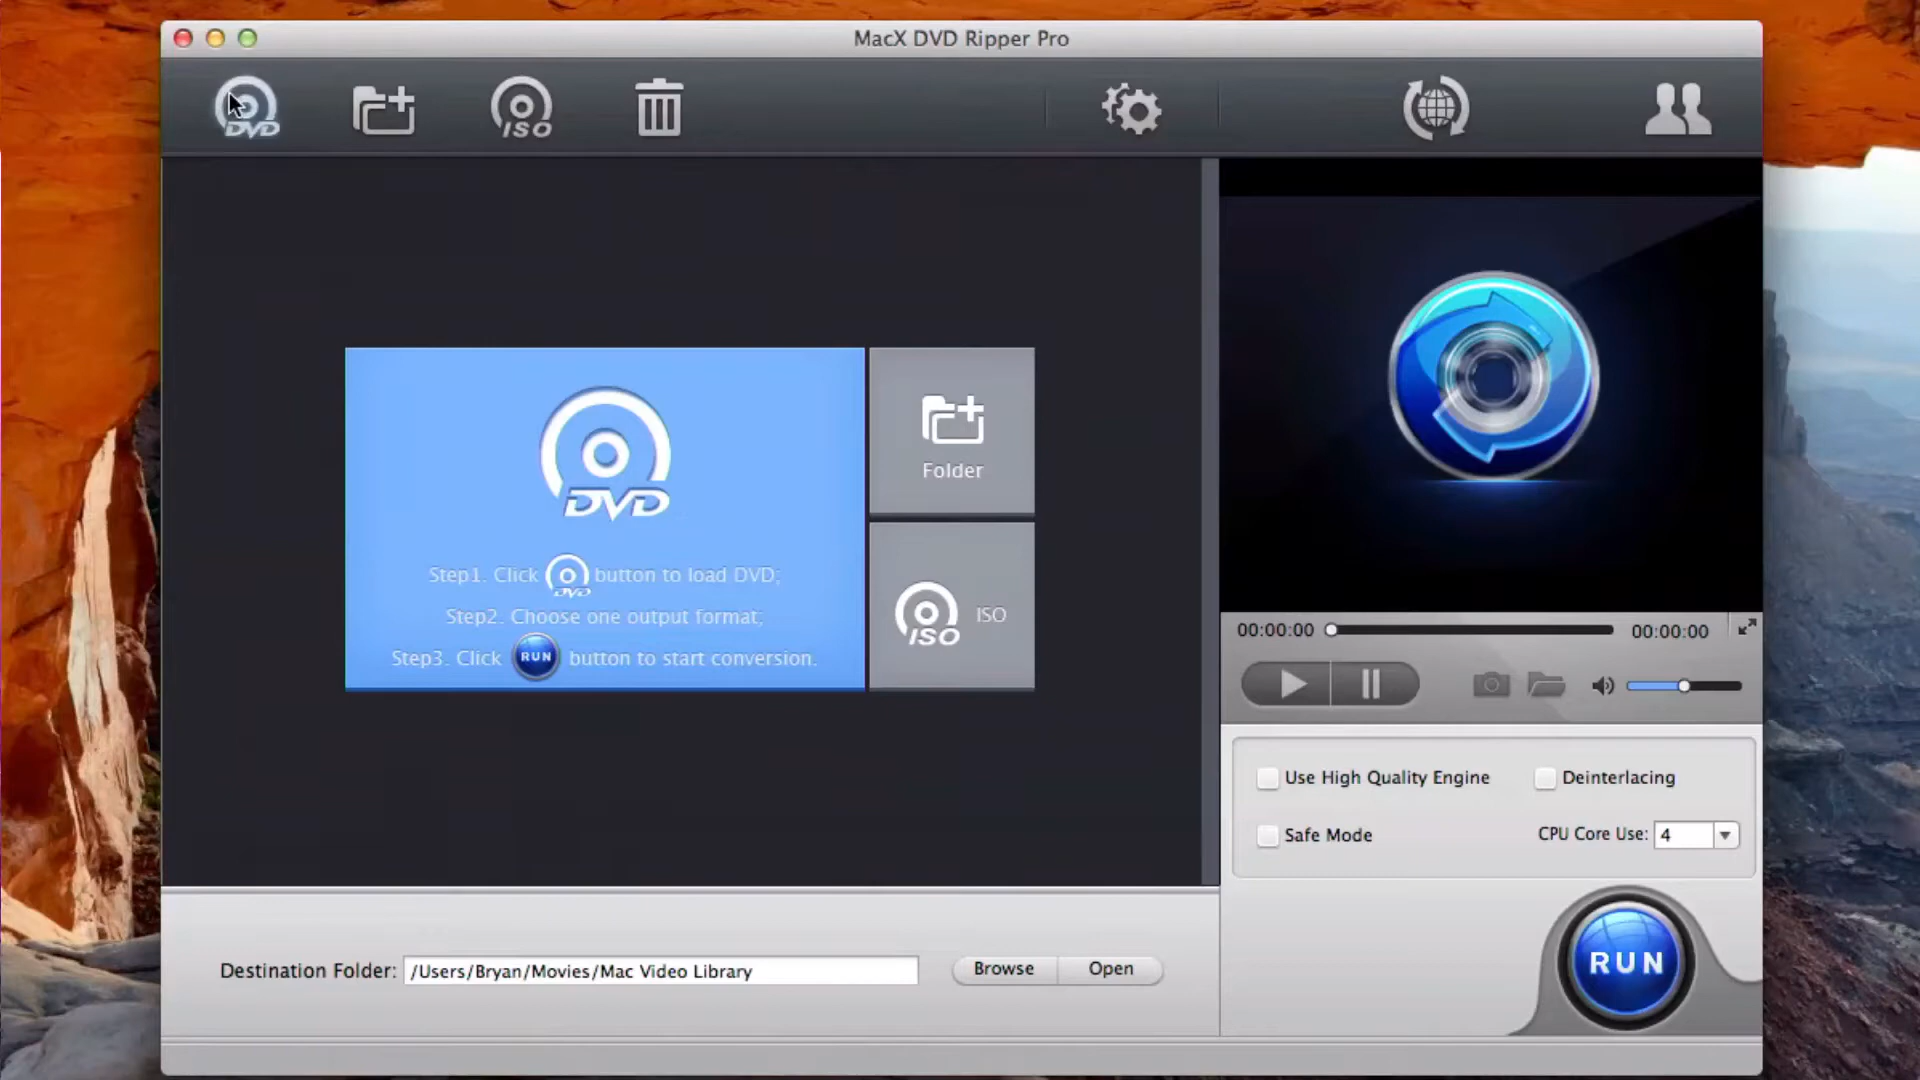 MacX DVD Ripper Pro
DVD
ISO
DVD
Folder
Step1. Click DVD button to load DVD;
Step2. Choose one output format;
Step3. Click RUN button to start conversion.
ISO ISO
00:00:00
00:00:00
Use High Quality Engine
Deinterlacing
Safe Mode
CPU Core Use: 4
Destination Folder: /Users/Bryan/Movies/Mac Video Library
Browse
Open
RUN